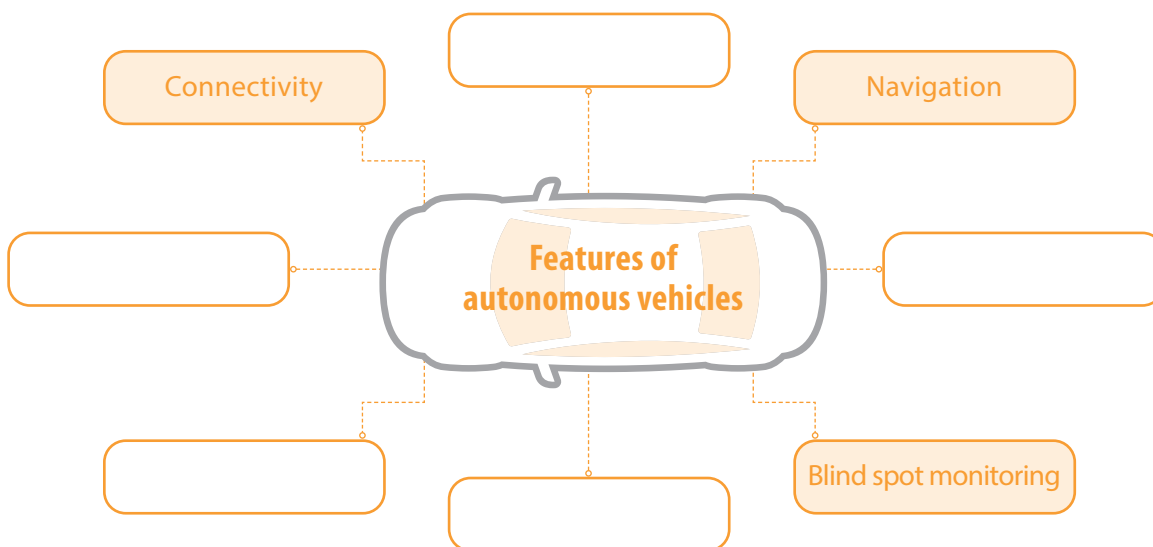 Connectivity
Navigation
Features of
autonomous vehicles
Blind spot monitoring